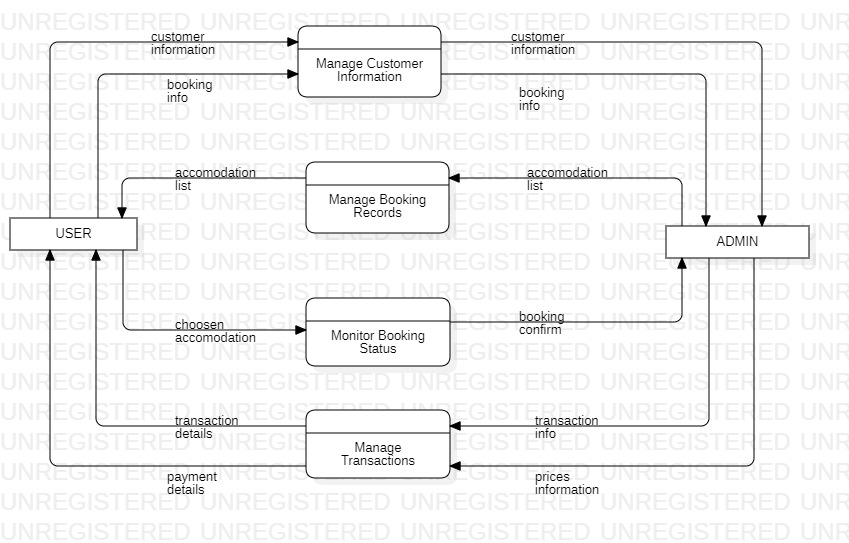 customer
information
customer
information
Manage Customer
Information
booking
info
booking
info
accomodation
list
accomodation
list
Manage Booking
Records
USER
ADMIN
choosen
accomodation
booking
confirm
Monitor Booking
Status
transaction
details
transaction
info
Manage
Transactions
payment
details
prices
information
UNREGISTERED UNREGISTERED UNREGISTERED UNREGISTERED UNR